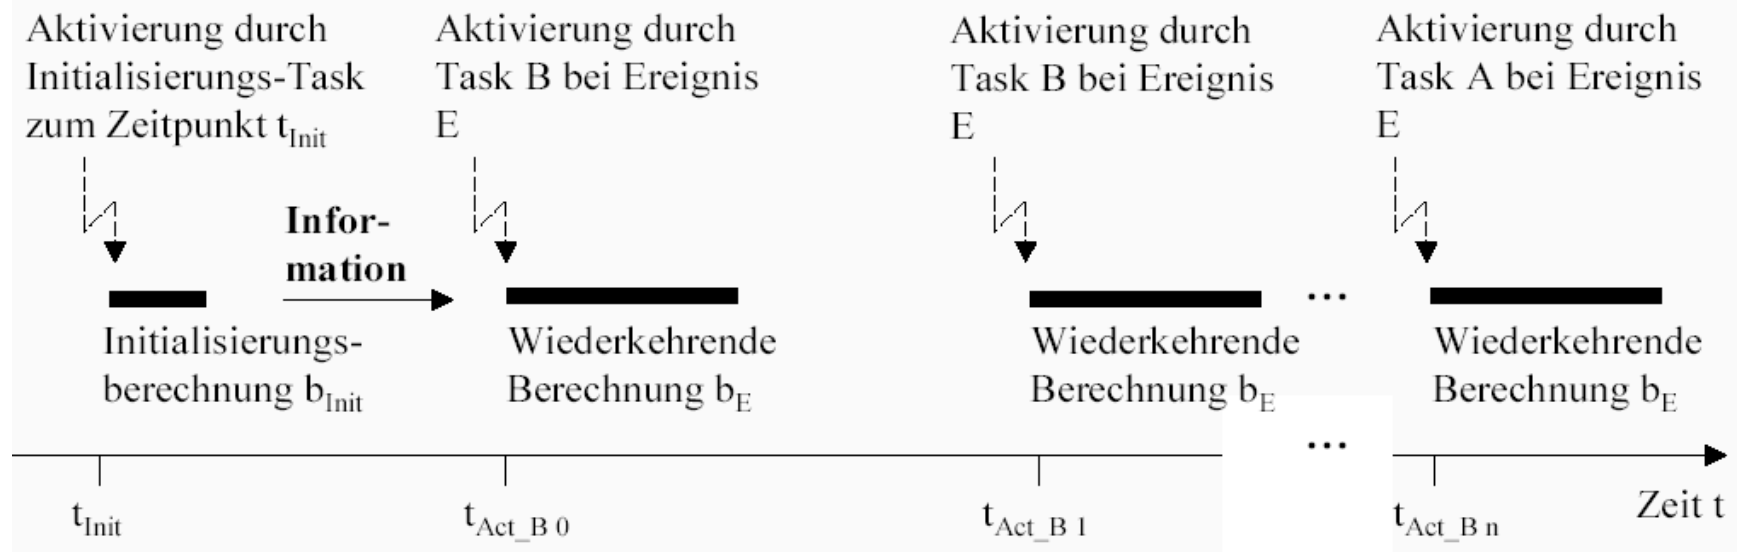 Aktivierung durch
Initialisierungs-Task
zum Zeitpunkt tInit
Aktivierung durch
Task B bei Ereignis
E
Aktivierung durch
Task B bei Ereignis
E
Aktivierung durch
Task A bei Ereignis
E
Infor-
mation
...
Initialisierungs-
berechnung bInit
Wiederkehrende
Berechnung bE
Wiederkehrende
Berechnung bE
Wiederkehrende
Berechnung bE
...
tInit
tAct_B 0
tAct_B 1
tAct_B n
Zeit t